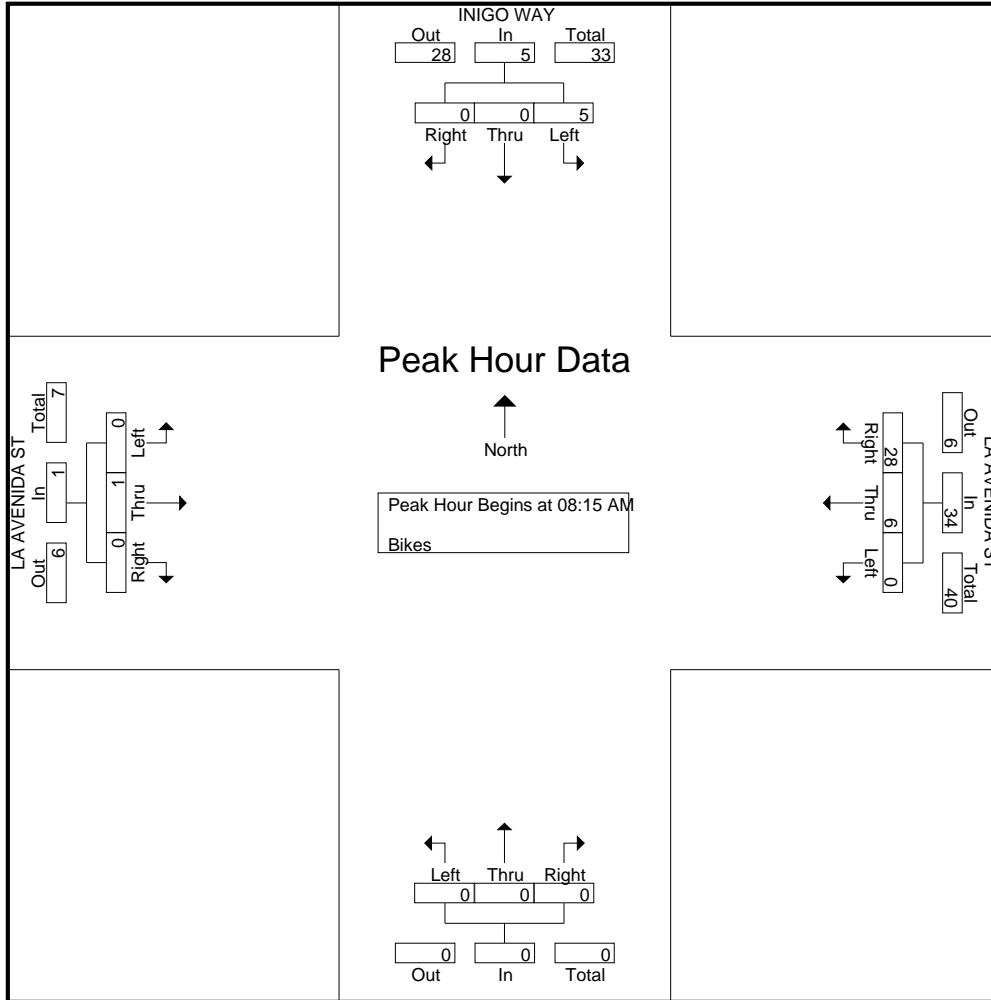 INIGO WAY
Out In Total
28 5 33
0 0 5
Right Thru Left
Peak Hour Data
North
Peak Hour Begins at 08:15 AM
Bikes
LA AVENIDA ST
Out In Total
6 1 7
Right Thru Left
0 1 0
LA AVENIDA ST
Out In Total
6 34 40
Right Thru Left
28 6 0
Left Thru Right
0 0 0
0 0 0
Out In Total